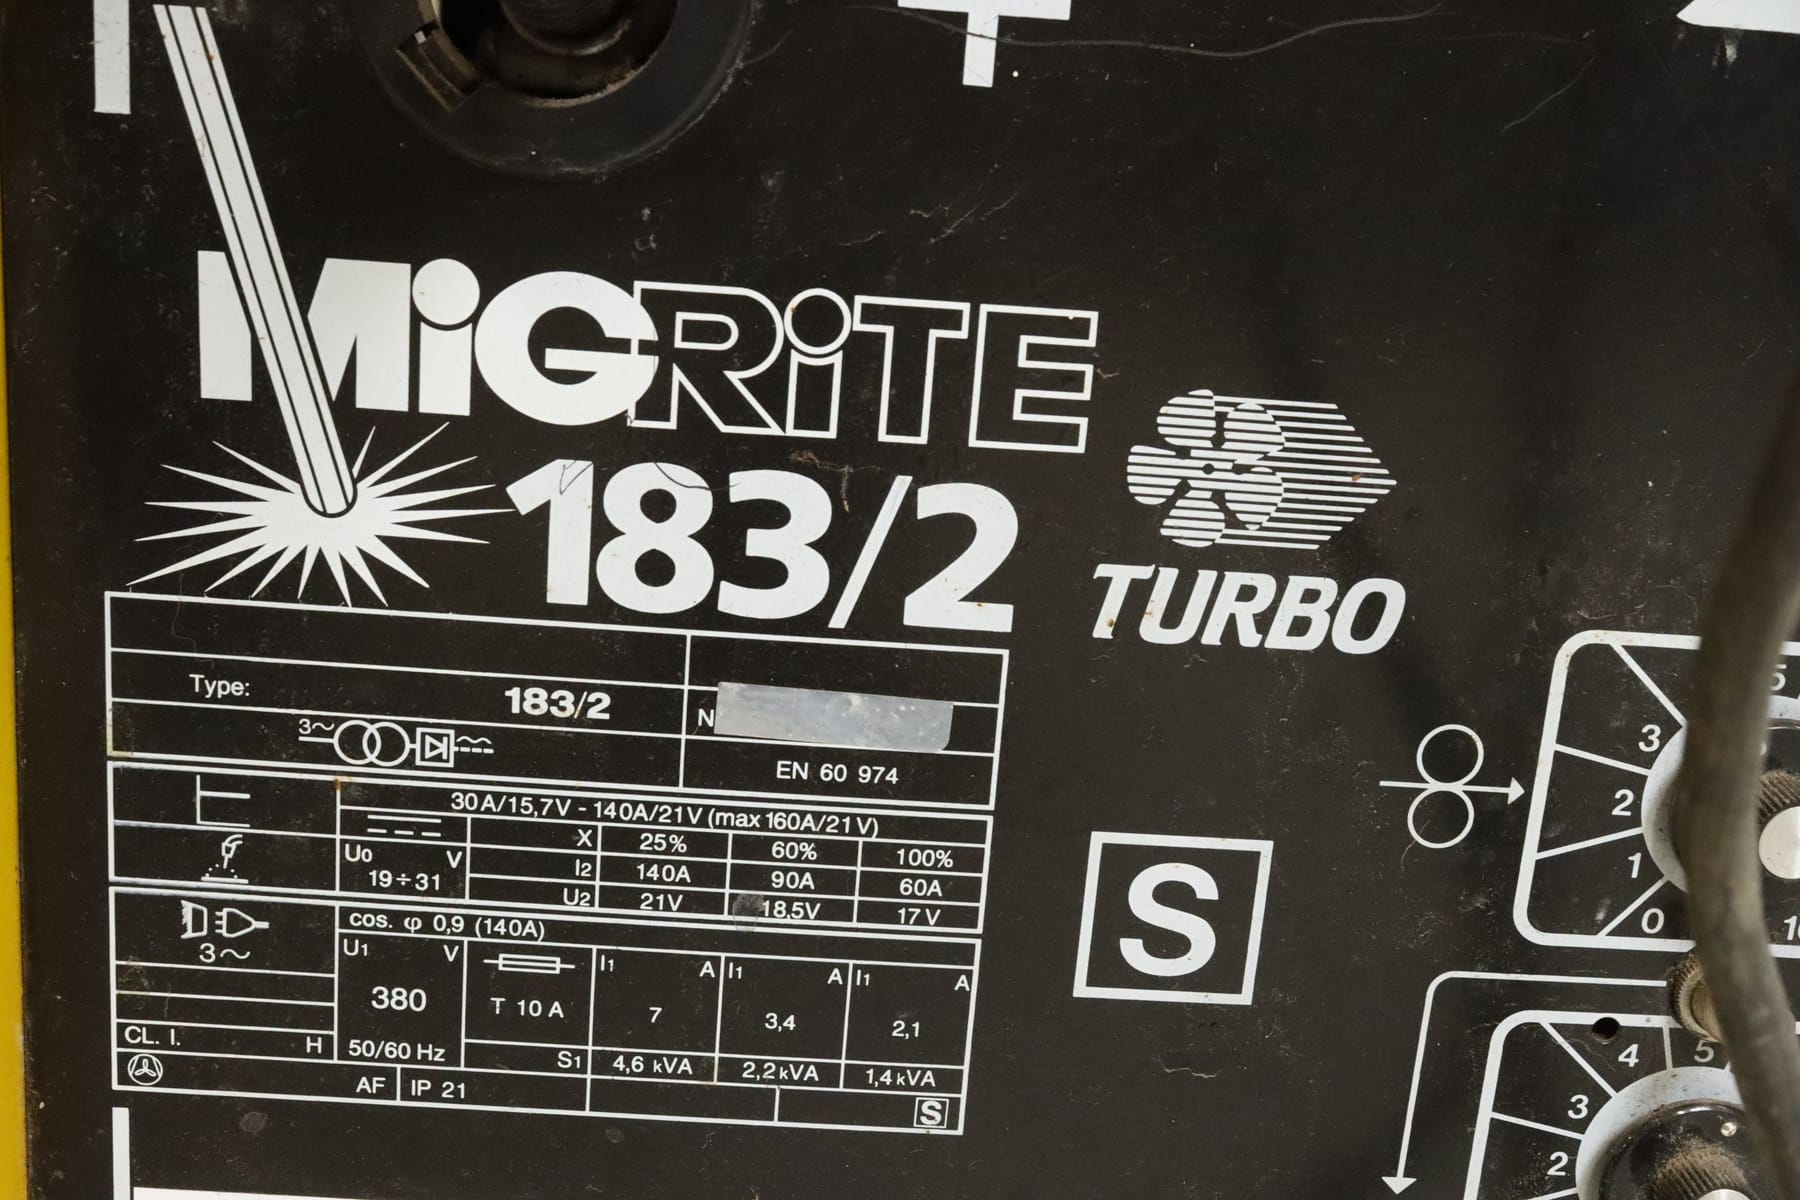 MiGRiTE
183/2
TURBO
Type: 183/2 N
3~
EN 60 974
30A/15,7V - 140A/21V (max 160A/21V)
X 25% 60% 100%
U0 V
19÷31
I2 140A 90A 60A
U2 21V 18,5V 17V
cos. φ 0,9 (140A)
3~
U1 V
380
50/60 Hz
T 10 A
I1 A I1 A I1 A
7 3,4 2,1
S1 4,6 kVA 2,2 kVA 1,4 kVA
CL. I. H
AF IP 21
S
S
5
3
2
1
0
10
5
4
3
2